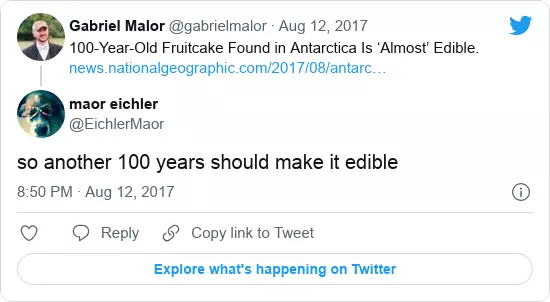 Gabriel Malor @gabrielmalor · Aug 12, 2017
100-Year-Old Fruitcake Found in Antarctica Is ‘Almost’ Edible.
news.nationalgeographic.com/2017/08/antarc…
maor eichler
@EichlerMaor
so another 100 years should make it edible
8:50 PM · Aug 12, 2017
Reply
Copy link to Tweet
Explore what's happening on Twitter